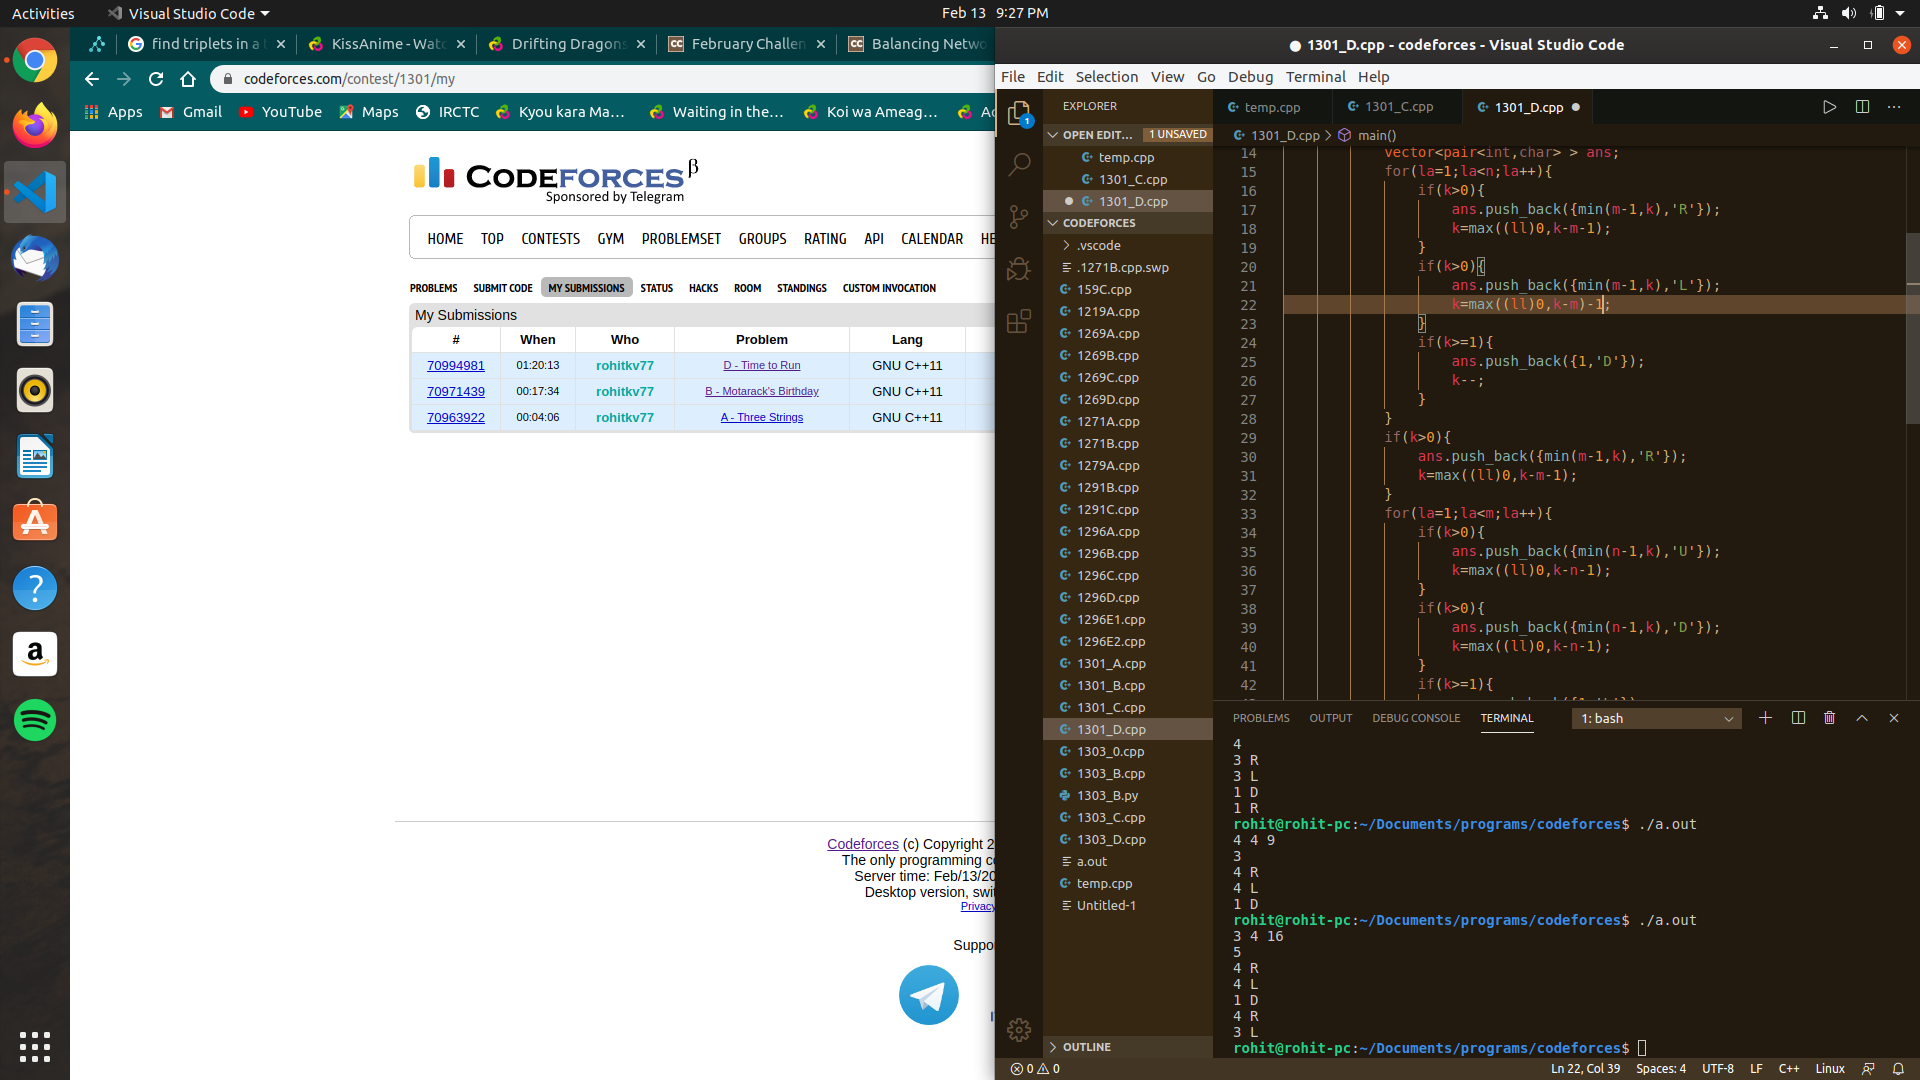 Activities
Visual Studio Code
Feb 13 9:27 PM
find triplets in a
KissAnime - Wat
Drifting Dragons
February Challen
Balancing Netwo
codeforces.com/contest/1301/my
Apps
Gmail
YouTube
Maps
IRCTC
Kyou kara Ma...
Waiting in the...
Koi wa Ameag...
CODEFORCES β
Sponsored by Telegram
HOME TOP CONTESTS GYM PROBLEMSET GROUPS RATING API CALENDAR HE
PROBLEMS SUBMIT CODE MY SUBMISSIONS STATUS HACKS ROOM STANDINGS CUSTOM INVOCATION
My Submissions
# When Who Problem Lang
70994981 01:20:13 rohitkv77 D - Time to Run GNU C++11
70971439 00:17:34 rohitkv77 B - Motarack's Birthday GNU C++11
70963922 00:04:06 rohitkv77 A - Three Strings GNU C++11
Codeforces (c) Copyright 2
The only programming co
Server time: Feb/13/20
Desktop version, swit
Privacy
Suppo
1301_D.cpp - codeforces - Visual Studio Code
File Edit Selection View Go Debug Terminal Help
EXPLORER
OPEN EDIT... 1 UNSAVED
temp.cpp
1301_C.cpp
1301_D.cpp
CODEFORCES
.vscode
.1271B.cpp.swp
159C.cpp
1219A.cpp
1269A.cpp
1269B.cpp
1269C.cpp
1269D.cpp
1271A.cpp
1271B.cpp
1279A.cpp
1291B.cpp
1291C.cpp
1296A.cpp
1296B.cpp
1296C.cpp
1296D.cpp
1296E1.cpp
1296E2.cpp
1301_A.cpp
1301_B.cpp
1301_C.cpp
1301_D.cpp
1303_0.cpp
1303_B.cpp
1303_B.py
1303_C.cpp
1303_D.cpp
a.out
temp.cpp
Untitled-1
OUTLINE
temp.cpp 1301_C.cpp 1301_D.cpp
1301_D.cpp > main()
14 vector<pair<int,char> > ans;
15 for(la=1;la<n;la++){
16 if(k>0){
17 ans.push_back({min(m-1,k),'R'});
18 k=max((ll)0,k-m-1);
19 }
20 if(k>0){
21 ans.push_back({min(m-1,k),'L'});
22 k=max((ll)0,k-m)-1;
23 }
24 if(k>=1){
25 ans.push_back({1,'D'});
26 k--;
27 }
28 }
29 if(k>0){
30 ans.push_back({min(m-1,k),'R'});
31 k=max((ll)0,k-m-1);
32 }
33 for(la=1;la<m;la++){
34 if(k>0){
35 ans.push_back({min(n-1,k),'U'});
36 k=max((ll)0,k-n-1);
37 }
38 if(k>0){
39 ans.push_back({min(n-1,k),'D'});
40 k=max((ll)0,k-n-1);
41 }
42 if(k>=1){
PROBLEMS OUTPUT DEBUG CONSOLE TERMINAL 1: bash
4
3 R
3 L
1 D
1 R
rohit@rohit-pc:~/Documents/programs/codeforces$ ./a.out
4 4 9
3
4 R
4 L
1 D
rohit@rohit-pc:~/Documents/programs/codeforces$ ./a.out
3 4 16
5
4 R
4 L
1 D
4 R
3 L
rohit@rohit-pc:~/Documents/programs/codeforces$
0 0 Ln 22, Col 39 Spaces: 4 UTF-8 LF C++ Linux